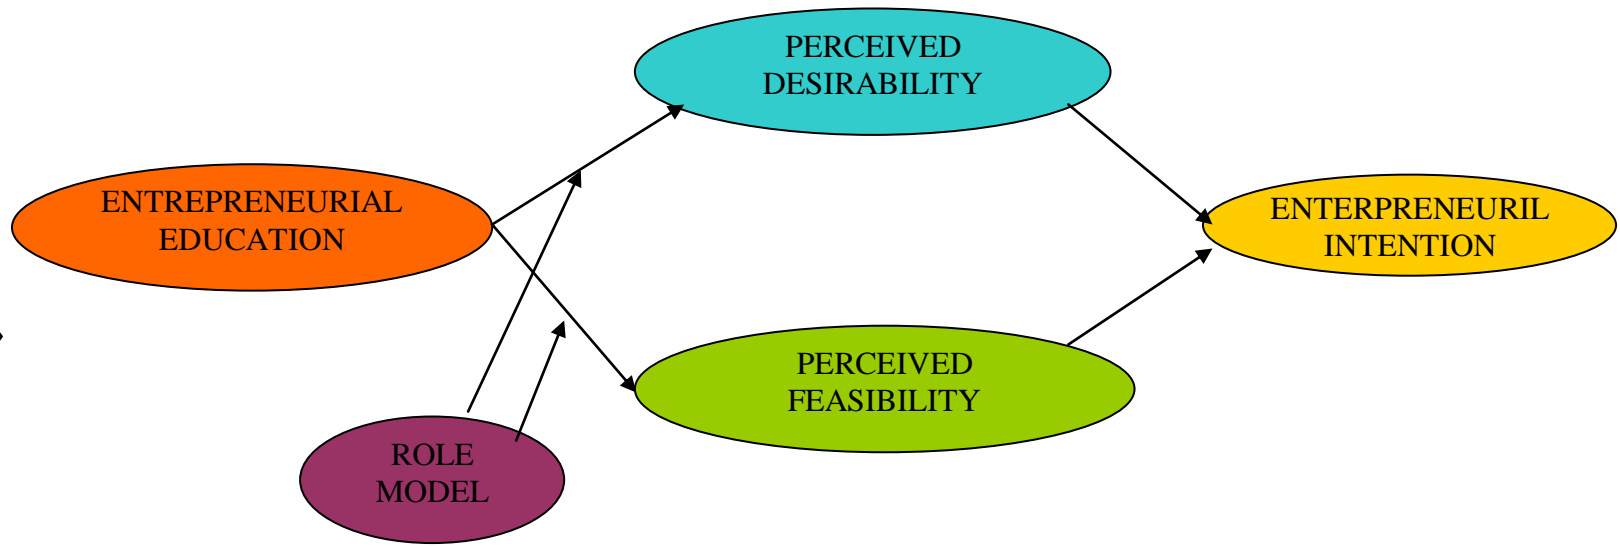 PERCEIVED
DESIRABILITY
ENTREPRENEURIAL
EDUCATION
ENTERPRENEURIL
INTENTION
PERCEIVED
FEASIBILITY
ROLE
MODEL